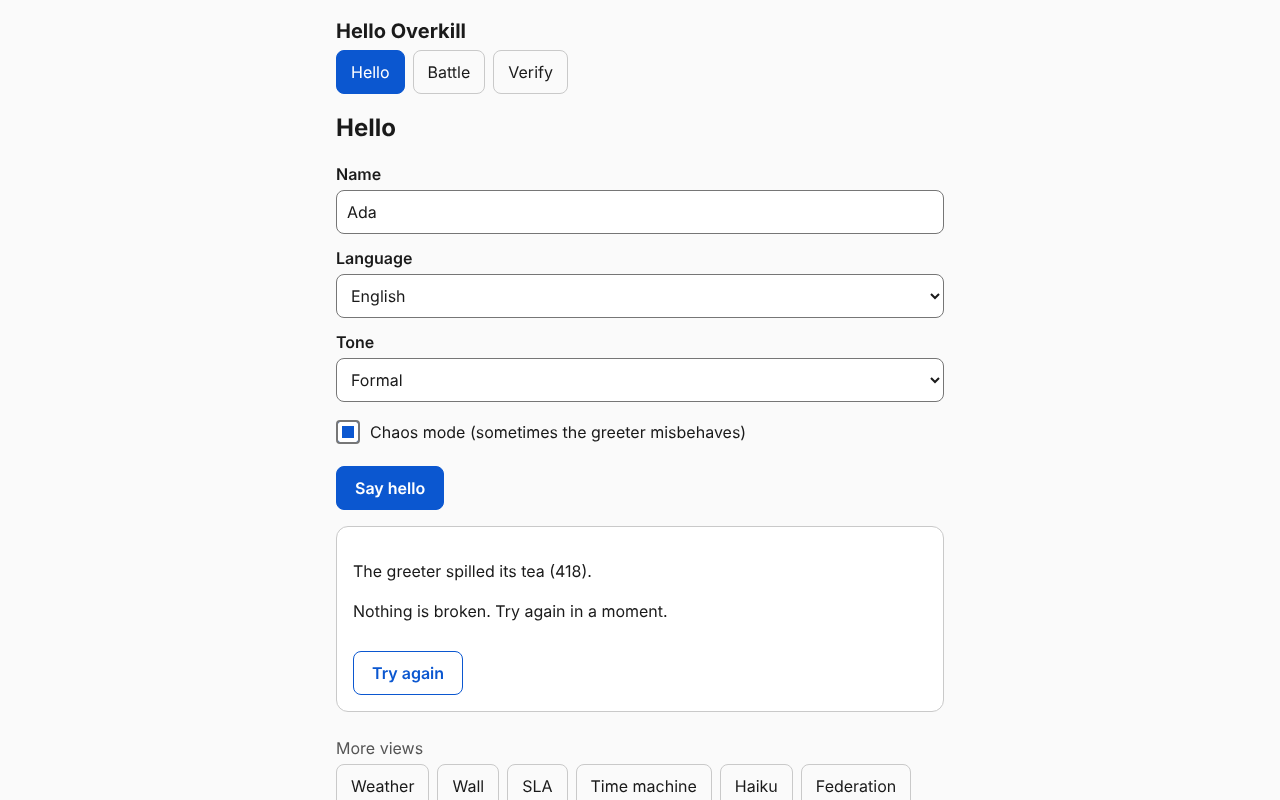 Hello Overkill
Hello Battle Verify
Hello
Name
Ada
Language
English
Tone
Formal
Chaos mode (sometimes the greeter misbehaves)
Say hello
The greeter spilled its tea (418).
Nothing is broken. Try again in a moment.
Try again
More views
Weather Wall SLA Time machine Haiku Federation